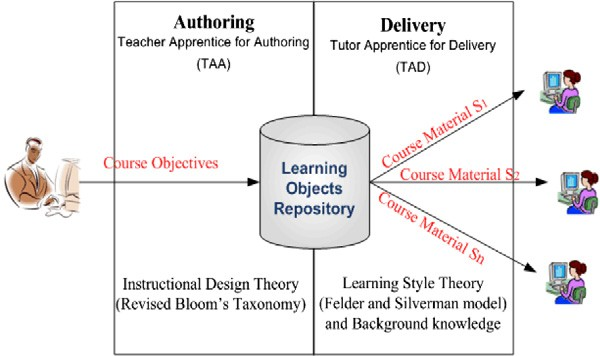 Authoring
Teacher Apprentice for Authoring
(TAA)
Delivery
Tutor Apprentice for Delivery
(TAD)
Course Objectives
Learning
Objects
Repository
Course Material S1
Course Material S2
Course Material Sn
Instructional Design Theory
(Revised Bloom's Taxonomy)
Learning Style Theory
(Felder and Silverman model)
and Background knowledge